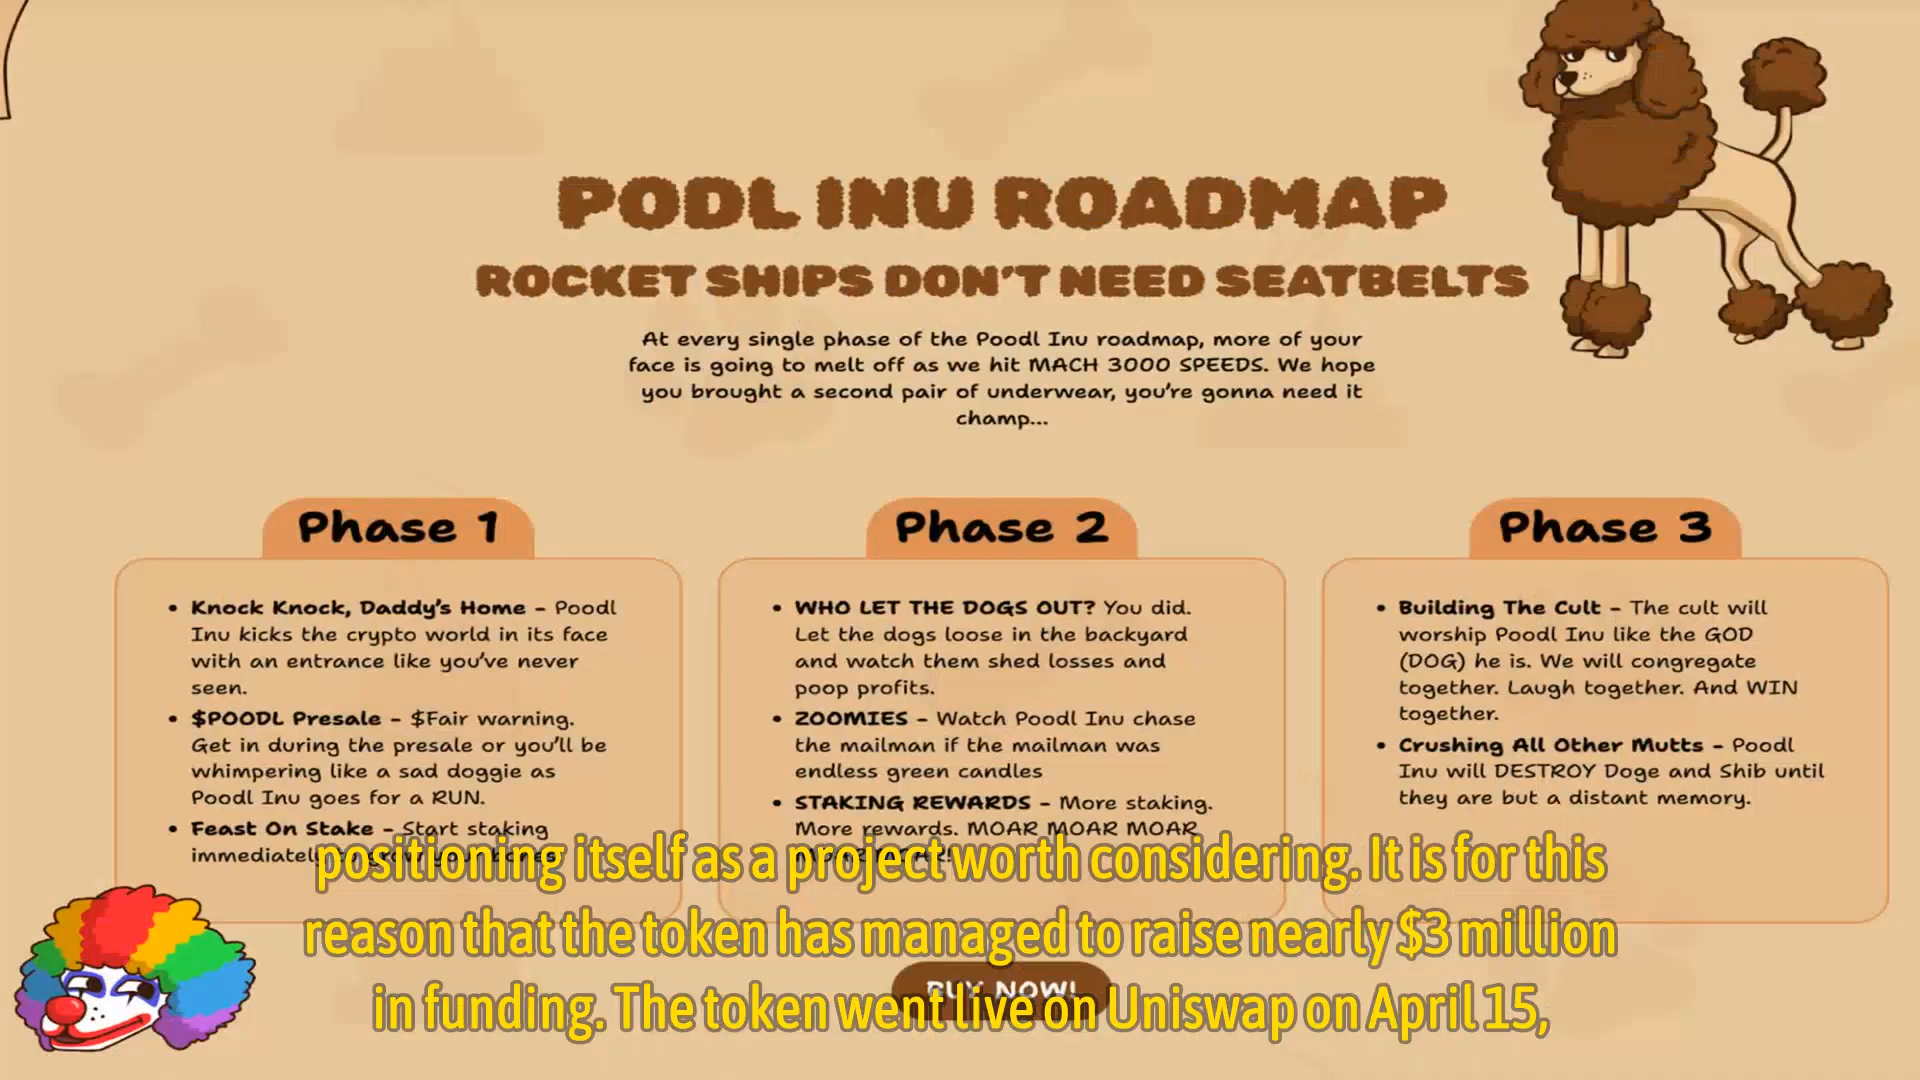 PODL INU ROADMAP
ROCKET SHIPS DON'T NEED SEATBELTS
At every single phase of the Poodl Inu roadmap, more of your
face is going to melt off as we hit MACH 3000 SPEEDS. We hope
you brought a second pair of underwear, you're gonna need it
champ...
Phase 1
• Knock Knock, Daddy's Home – Poodl
Inu kicks the crypto world in its face
with an entrance like you've never
seen.
• $POODL Presale – $Fair warning.
Get in during the presale or you'll be
whimpering like a sad doggie as
Poodl Inu goes for a RUN.
• Feast On Stake – Start staking
immediately to grow your bones
Phase 2
• WHO LET THE DOGS OUT? You did.
Let the dogs loose in the backyard
and watch them shed losses and
poop profits.
• ZOOMIES – Watch Poodl Inu chase
the mailman if the mailman was
endless green candles
• STAKING REWARDS – More staking.
More rewards. MOAR MOAR MOAR
MOAR MOAR!
Phase 3
• Building The Cult – The cult will
worship Poodl Inu like the GOD
(DOG) he is. We will congregate
together. Laugh together. And WIN
together.
• Crushing All Other Mutts – Poodl
Inu will DESTROY Doge and Shib until
they are but a distant memory.
BUY NOW!
positioning itself as a project worth considering. It is for this
reason that the token has managed to raise nearly $3 million
in funding. The token went live on Uniswap on April 15,